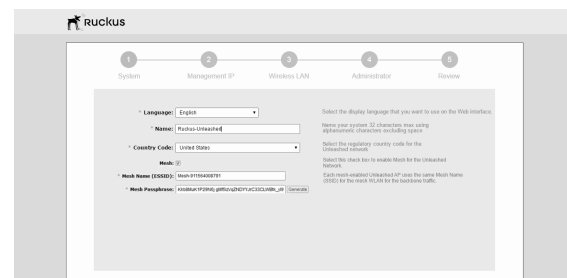 Ruckus
1 2 3 4 5
System Management IP Wireless LAN Administrator Review
* Language: English Select the display language that you want to use on the Web interface.
* Name: Ruckus-Unleashed Name your system 32 characters max using
alphanumeric characters excluding space
* Country Code: United States Select the regulatory country code for the
Unleashed network
Mesh: Select this check box to enable Mesh for the Unleashed
Network.
* Mesh Name (ESSID): Mesh-011964000701 Each mesh-enabled Unleashed AP uses the same Mesh Name
(SSID) for the mesh WLAN for the backbone traffic.
* Mesh Passphrase: Generate